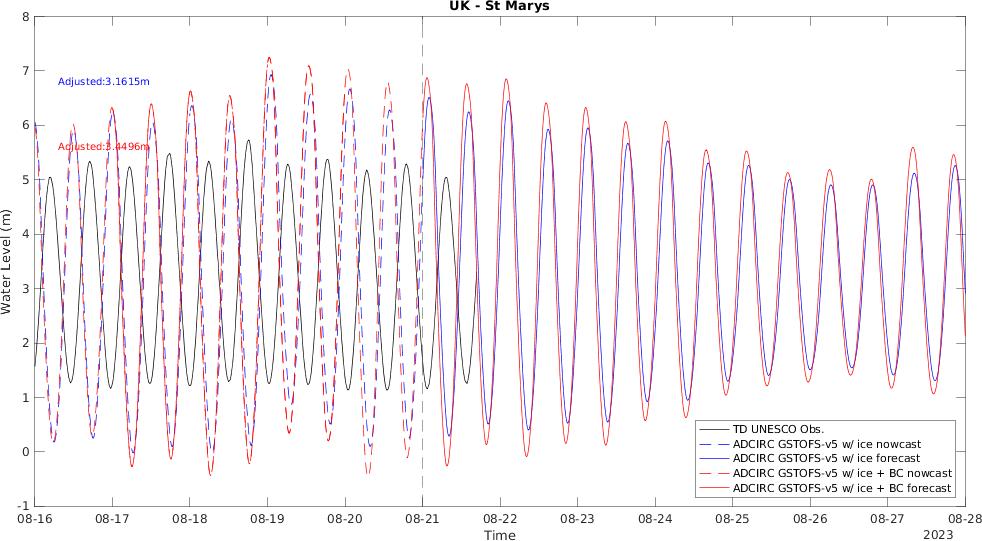 UK - St Marys
8
7
6
5
4
3
2
1
0
-1
Water Level (m)
Adjusted:3.1615m
Adjusted:3.4496m
TD UNESCO Obs.
ADCIRC GSTOFS-v5 w/ ice nowcast
ADCIRC GSTOFS-v5 w/ ice forecast
ADCIRC GSTOFS-v5 w/ ice + BC nowcast
ADCIRC GSTOFS-v5 w/ ice + BC forecast
08-16 08-17 08-18 08-19 08-20 08-21 08-22 08-23 08-24 08-25 08-26 08-27 08-28
Time
2023